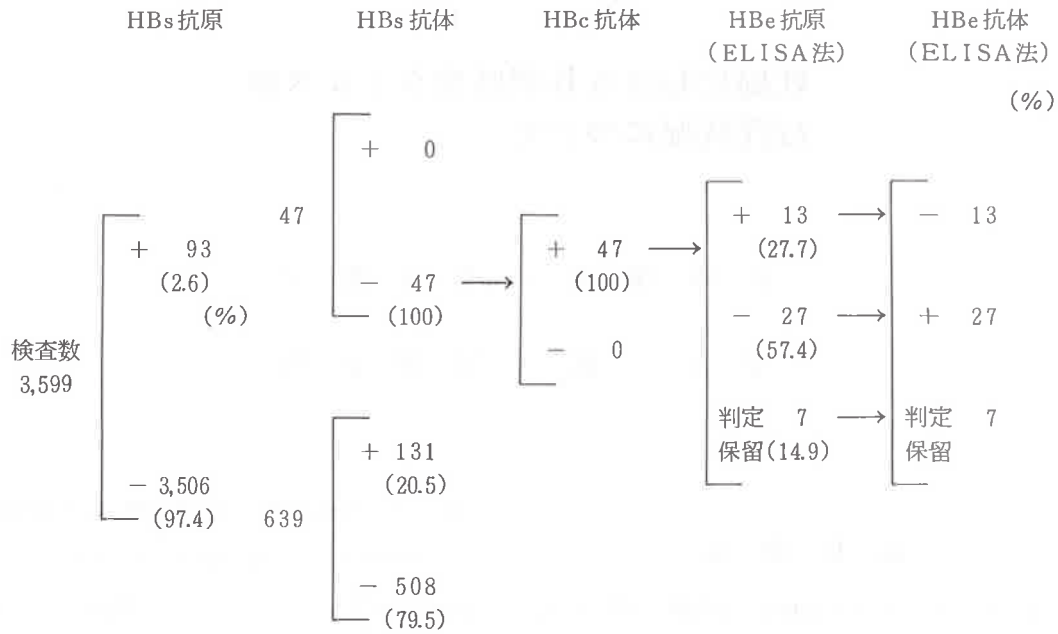 HBs抗原 HBs抗体 HBc抗体 HBe抗原 HBe抗体
(ELISA法) (ELISA法)
(%)
+ 0
47 + 13 → - 13
+ 93 + 47 → (27.7)
(2.6) - 47 → (100)
(%) (100) - 27 → + 27
検査数 - 0 (57.4)
3,599
判定 7 → 判定 7
+ 131 保留(14.9) 保留
(20.5)
- 3,506
(97.4) 639
- 508
(79.5)